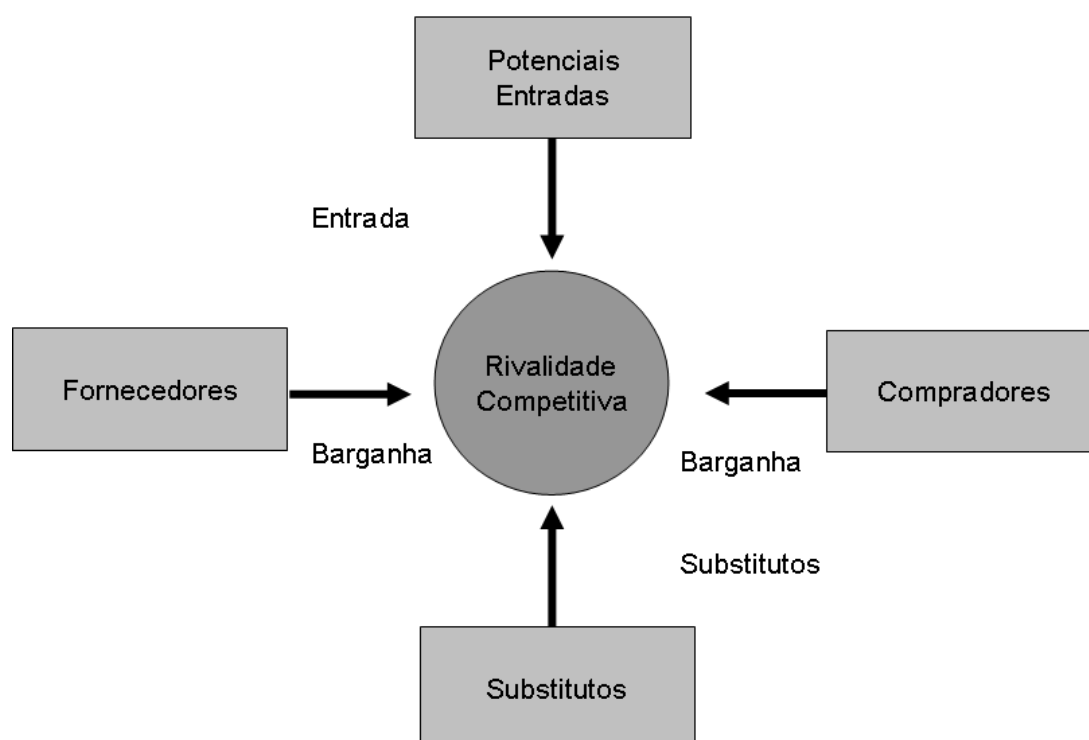 Potenciais
Entradas
Entrada
Fornecedores
Rivalidade
Competitiva
Compradores
Barganha
Barganha
Substitutos
Substitutos